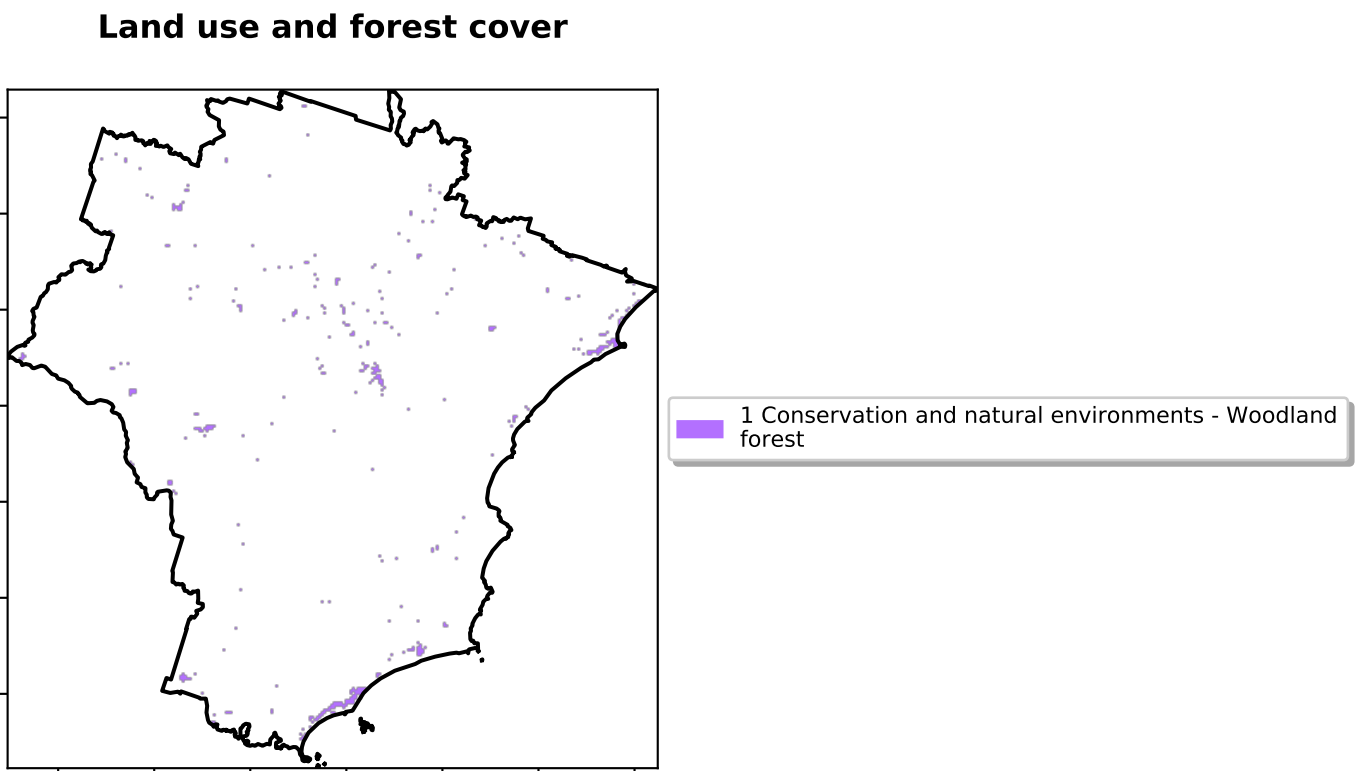 Land use and forest cover
1 Conservation and natural environments - Woodland
forest